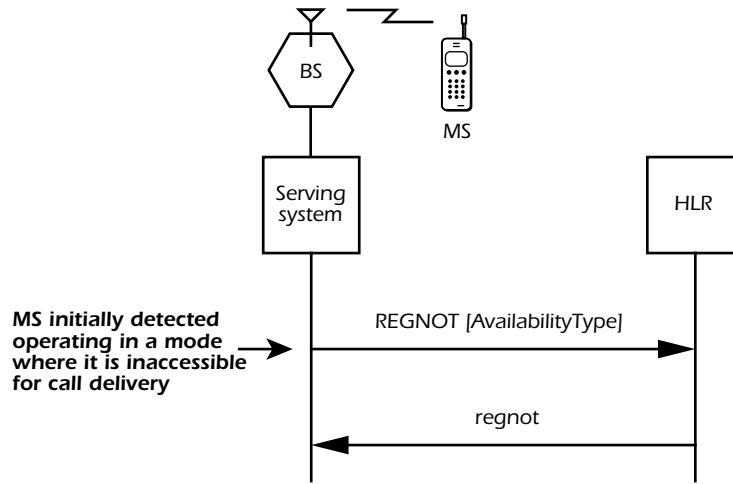 BS
MS
Serving
system
HLR
MS initially detected
operating in a mode
where it is inaccessible
for call delivery
REGNOT [AvailabilityType]
regnot